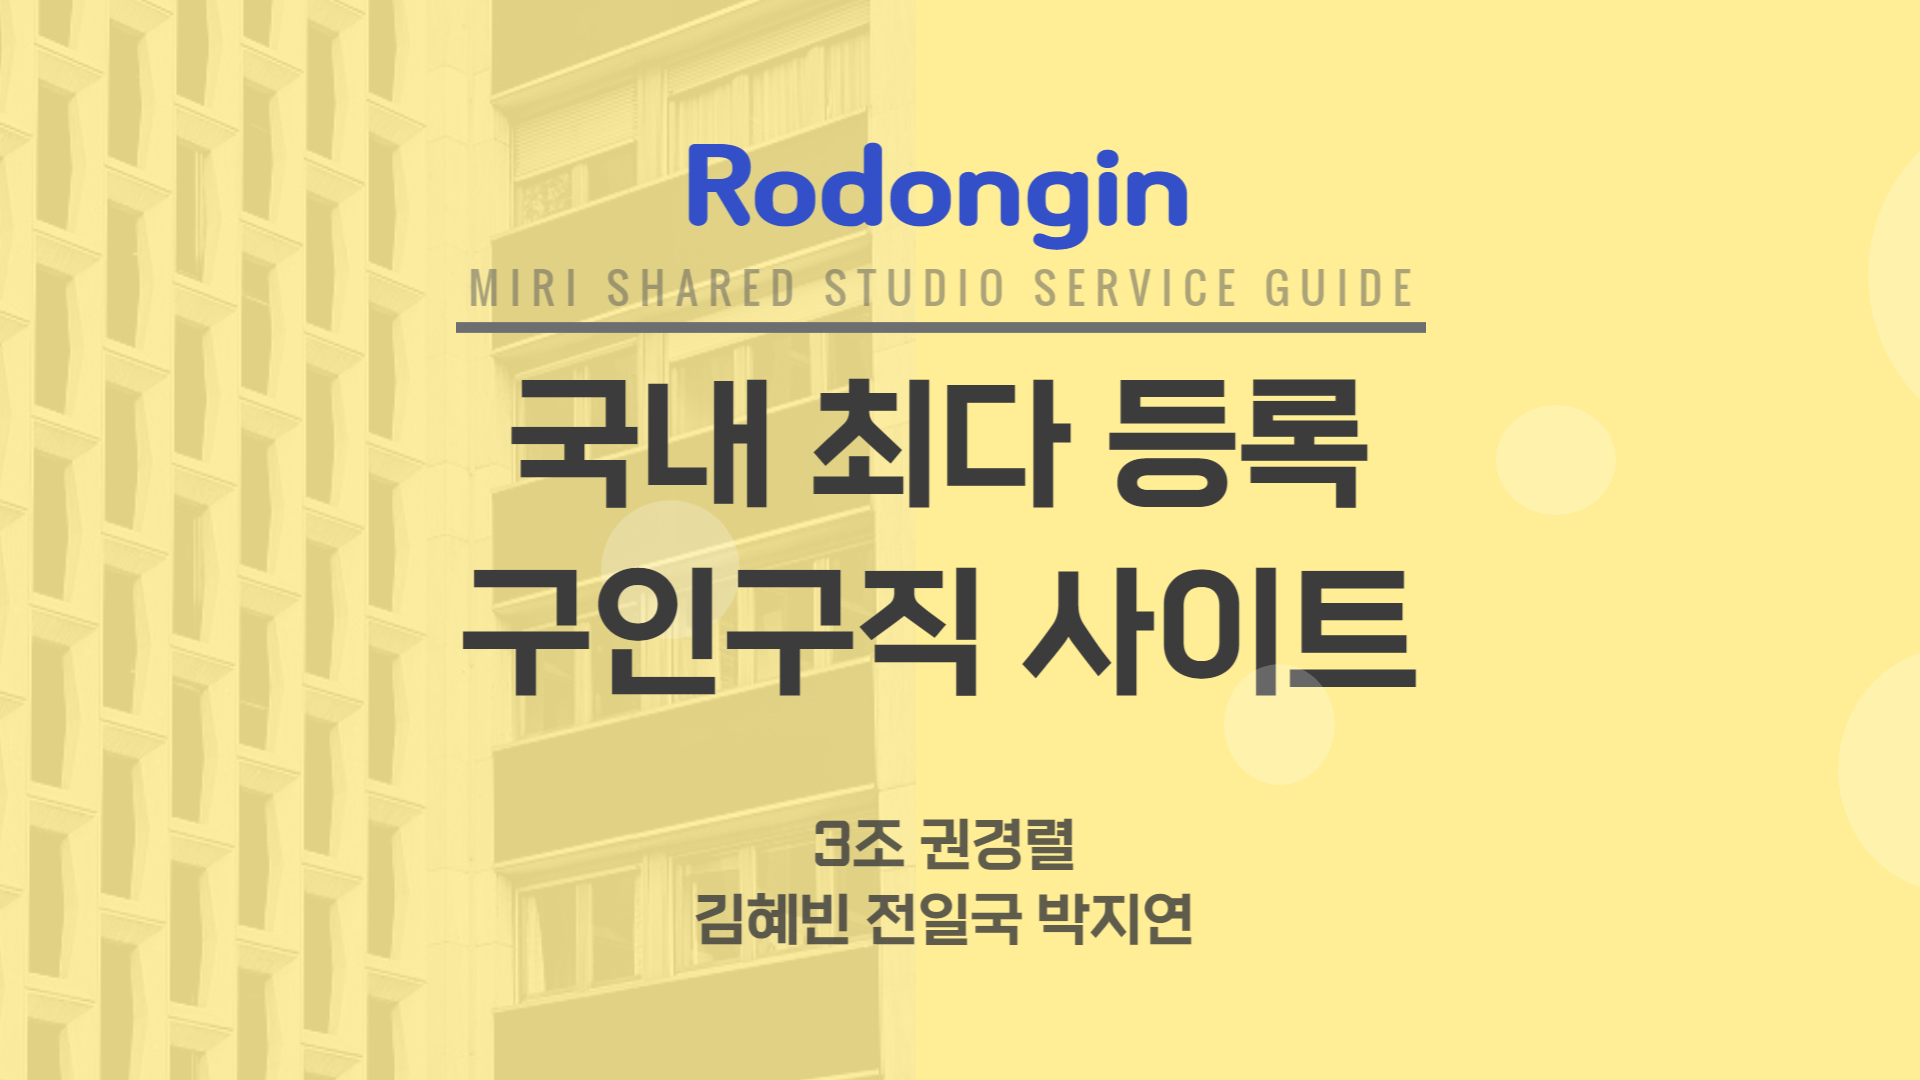 Rodongin
MIRI SHARED STUDIO SERVICE GUIDE
국내 최다 등록
구인구직 사이트
3조 권경렬
김혜빈 전일국 박지연